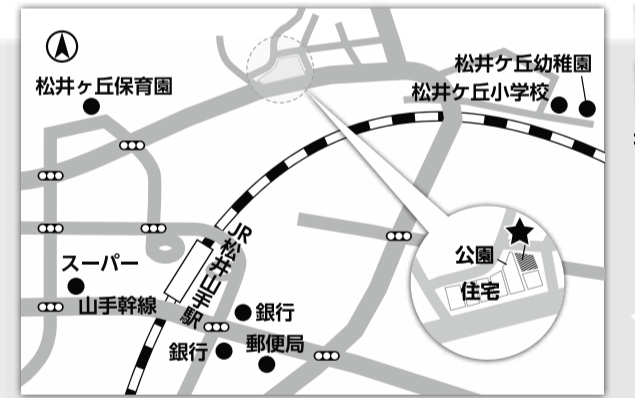 松井ヶ丘幼稚園
松井ヶ丘保育園
松井ケ丘小学校
JR松井山手駅
公園
スーパー
住宅
山手幹線
銀行
銀行
郵便局